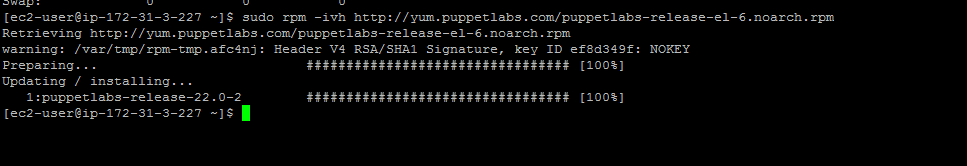 Swap: 0 0 0
[ec2-user@ip-172-31-3-227 ~]$ sudo rpm -ivh http://yum.puppetlabs.com/puppetlabs-release-el-6.noarch.rpm
Retrieving http://yum.puppetlabs.com/puppetlabs-release-el-6.noarch.rpm
warning: /var/tmp/rpm-tmp.afc4nj: Header V4 RSA/SHA1 Signature, key ID ef8d349f: NOKEY
Preparing... ################################# [100%]
Updating / installing...
1:puppetlabs-release-22.0-2 ################################# [100%]
[ec2-user@ip-172-31-3-227 ~]$